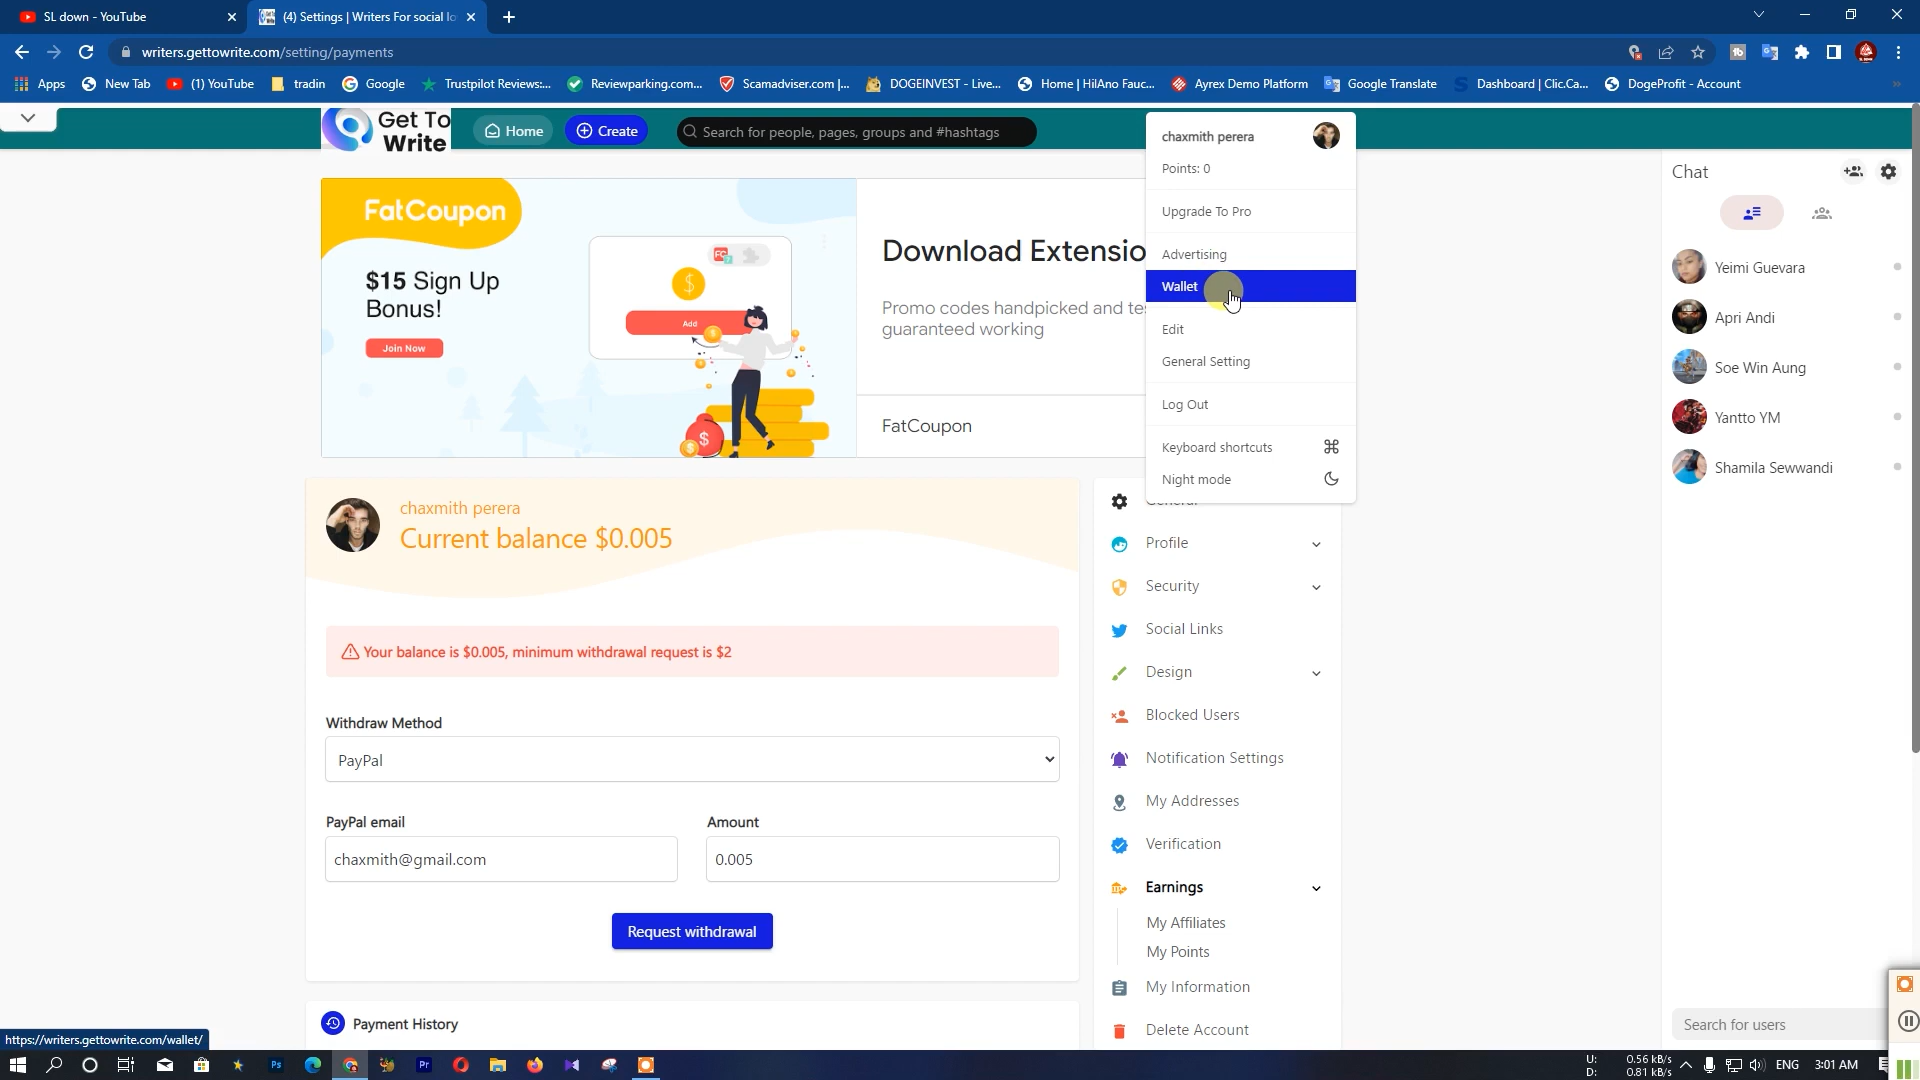 SL down - YouTube
(4) Settings | Writers For social lo
writers.gettowrite.com/setting/payments
Apps
New Tab
(1) YouTube
tradin
Google
Trustpilot Reviews:...
Reviewparking.com...
Scamadviser.com |...
DOGEINVEST - Live...
Home | HilAno Fauc...
Ayrex Demo Platform
Google Translate
Dashboard | Clic.Ca...
DogeProfit - Account
Get To
Write
Home
Create
Search for people, pages, groups and #hashtags
chaxmith perera
Points: 0
Upgrade To Pro
Advertising
Wallet
Edit
General Setting
Log Out
Keyboard shortcuts
Night mode
FatCoupon
$15 Sign Up
Bonus!
Join Now
Add
Download Extensio
Promo codes handpicked and te
guaranteed working
FatCoupon
chaxmith perera
Current balance $0.005
Your balance is $0.005, minimum withdrawal request is $2
Withdraw Method
PayPal
PayPal email
Amount
chaxmith@gmail.com
0.005
Request withdrawal
Payment History
General
Profile
Security
Social Links
Design
Blocked Users
Notification Settings
My Addresses
Verification
Earnings
My Affiliates
My Points
My Information
Delete Account
Chat
Yeimi Guevara
Apri Andi
Soe Win Aung
Yantto YM
Shamila Sewwandi
Search for users
https://writers.gettowrite.com/wallet/
U: 0.56 kB/s
D: 0.81 kB/s
ENG
3:01 AM